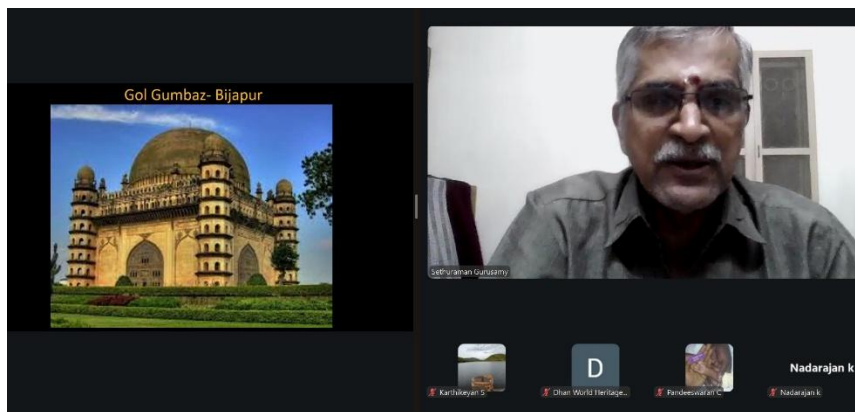 Gol Gumbaz- Bijapur
Sethuraman Gurusamy
D
Nadarajan k
Karthikeyan S
Dhan World Heritage...
Pandeeswaran C
Nadarajan k